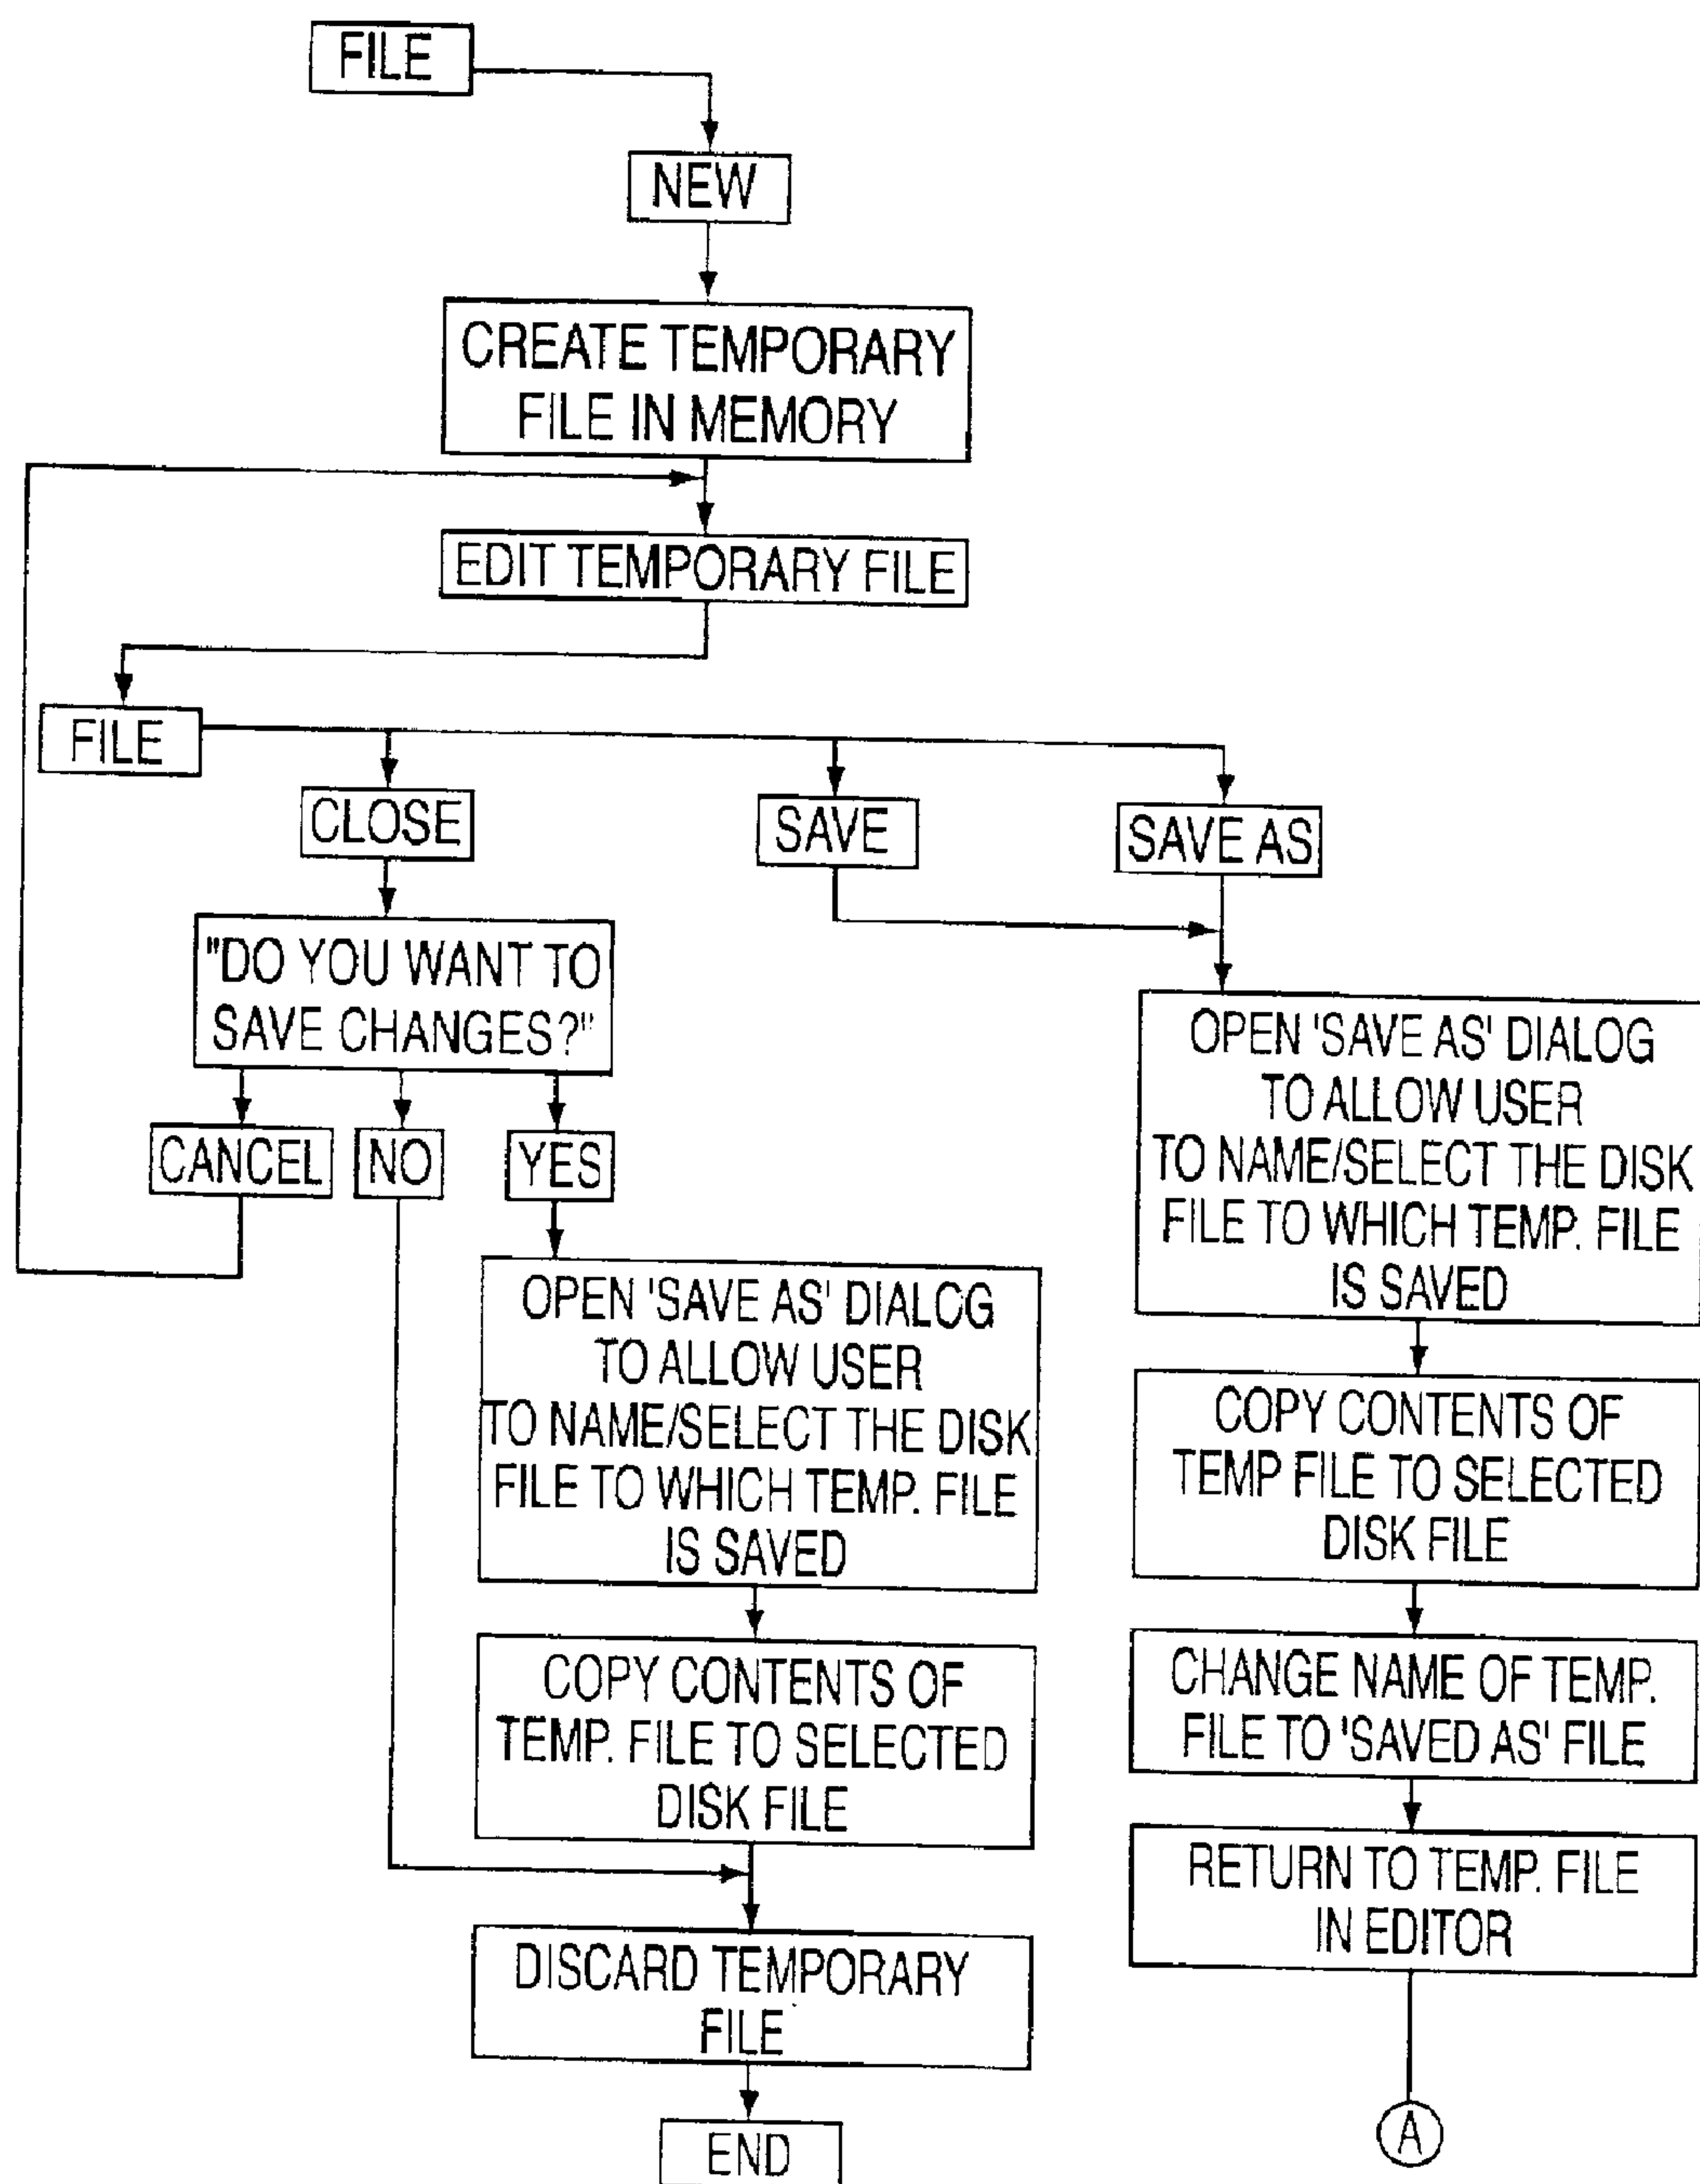 FILE
NEW
CREATE TEMPORARY
FILE IN MEMORY
EDIT TEMPORARY FILE
FILE
CLOSE
SAVE
SAVE AS
"DO YOU WANT TO
SAVE CHANGES?"
CANCEL
NO
YES
OPEN 'SAVE AS' DIALOG
TO ALLOW USER
TO NAME/SELECT THE DISK
FILE TO WHICH TEMP. FILE
IS SAVED
COPY CONTENTS OF
TEMP. FILE TO SELECTED
DISK FILE
DISCARD TEMPORARY
FILE
END
OPEN 'SAVE AS' DIALOG
TO ALLOW USER
TO NAME/SELECT THE DISK
FILE TO WHICH TEMP. FILE
IS SAVED
COPY CONTENTS OF
TEMP FILE TO SELECTED
DISK FILE
CHANGE NAME OF TEMP.
FILE TO 'SAVED AS' FILE
RETURN TO TEMP. FILE
IN EDITOR
A